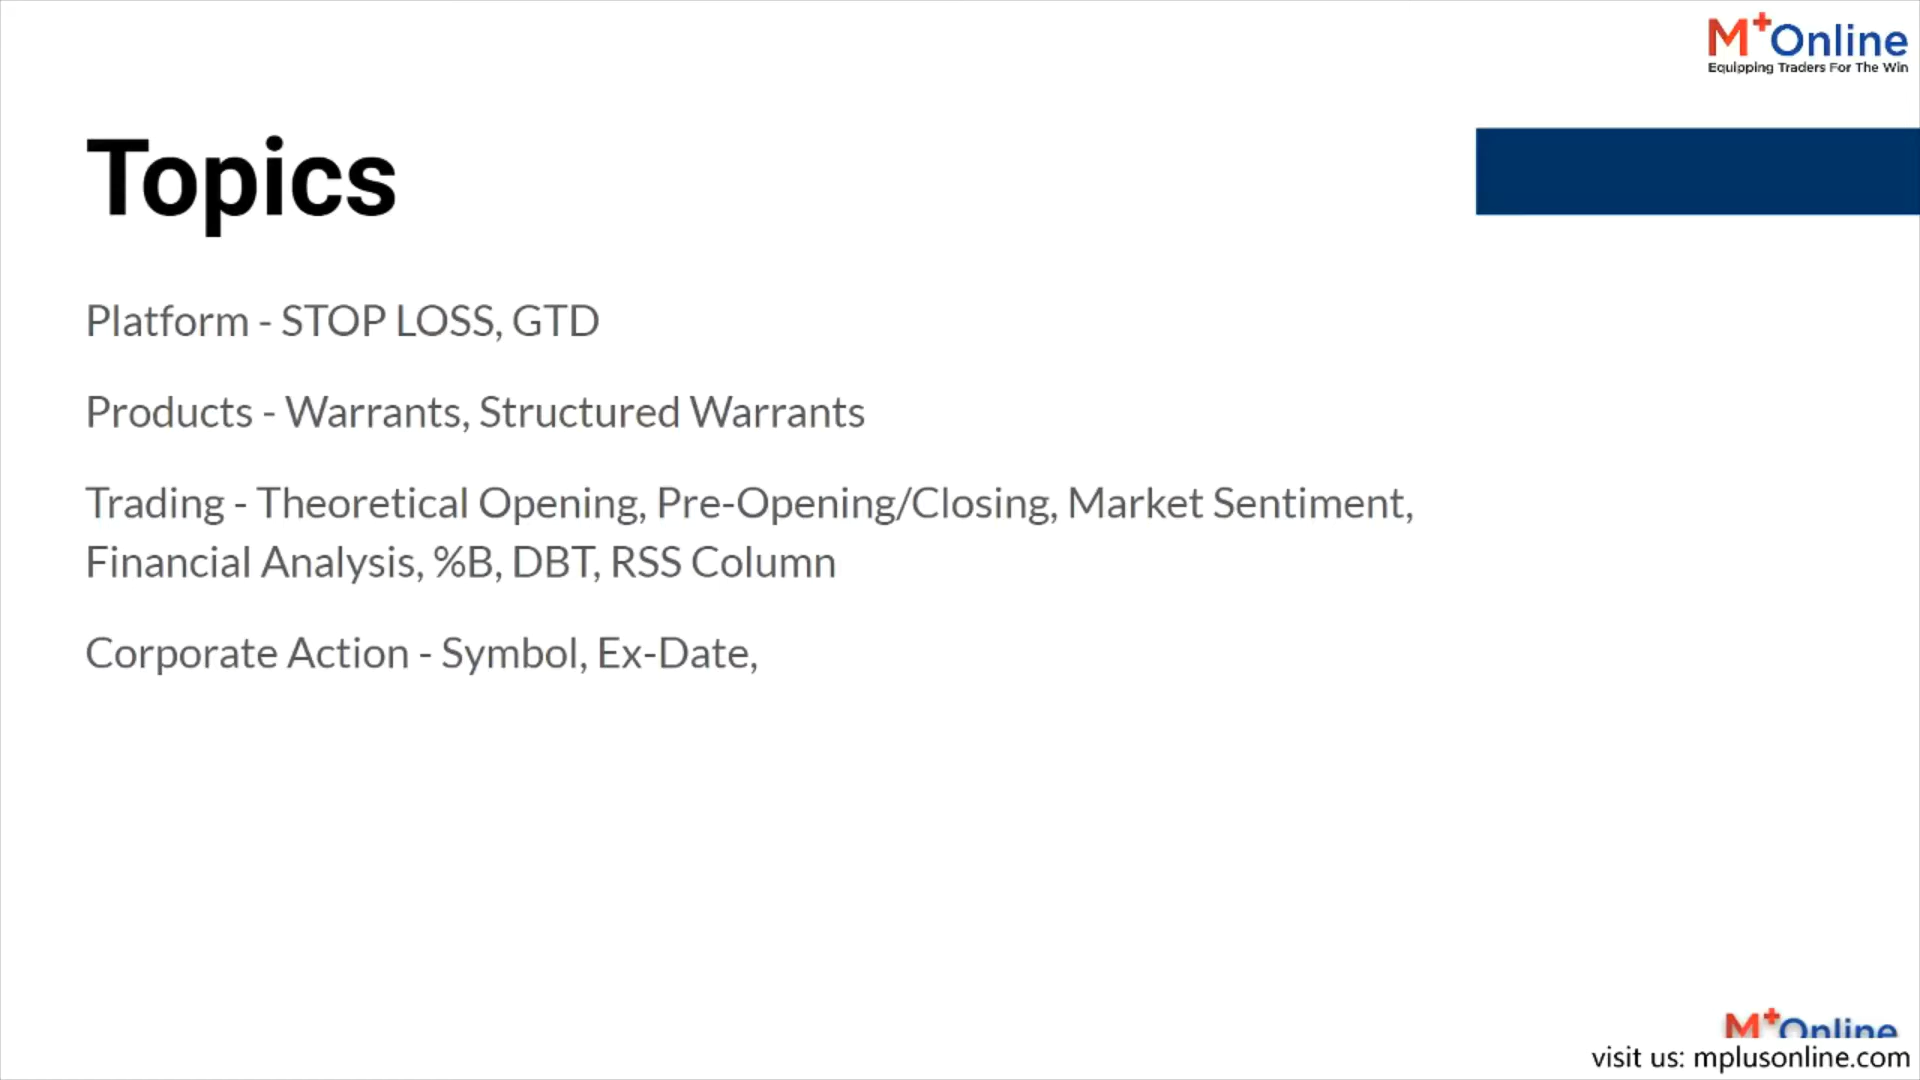 M+Online
Equipping Traders For The Win
Topics
Platform - STOP LOSS, GTD
Products - Warrants, Structured Warrants
Trading - Theoretical Opening, Pre-Opening/Closing, Market Sentiment,
Financial Analysis, %B, DBT, RSS Column
Corporate Action - Symbol, Ex-Date,
M+Online
visit us: mplusonline.com